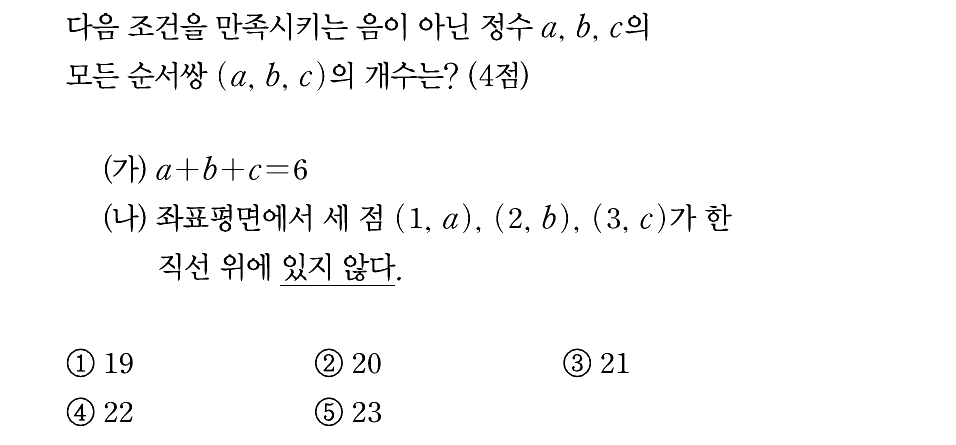 다음 조건을 만족시키는 음이 아닌 정수 a, b, c의
모든 순서쌍 (a, b, c)의 개수는? (4점)
(가) a+b+c=6
(나) 좌표평면에서 세 점 (1, a), (2, b), (3, c)가 한
직선 위에 있지 않다.
① 19 ② 20 ③ 21
④ 22 ⑤ 23